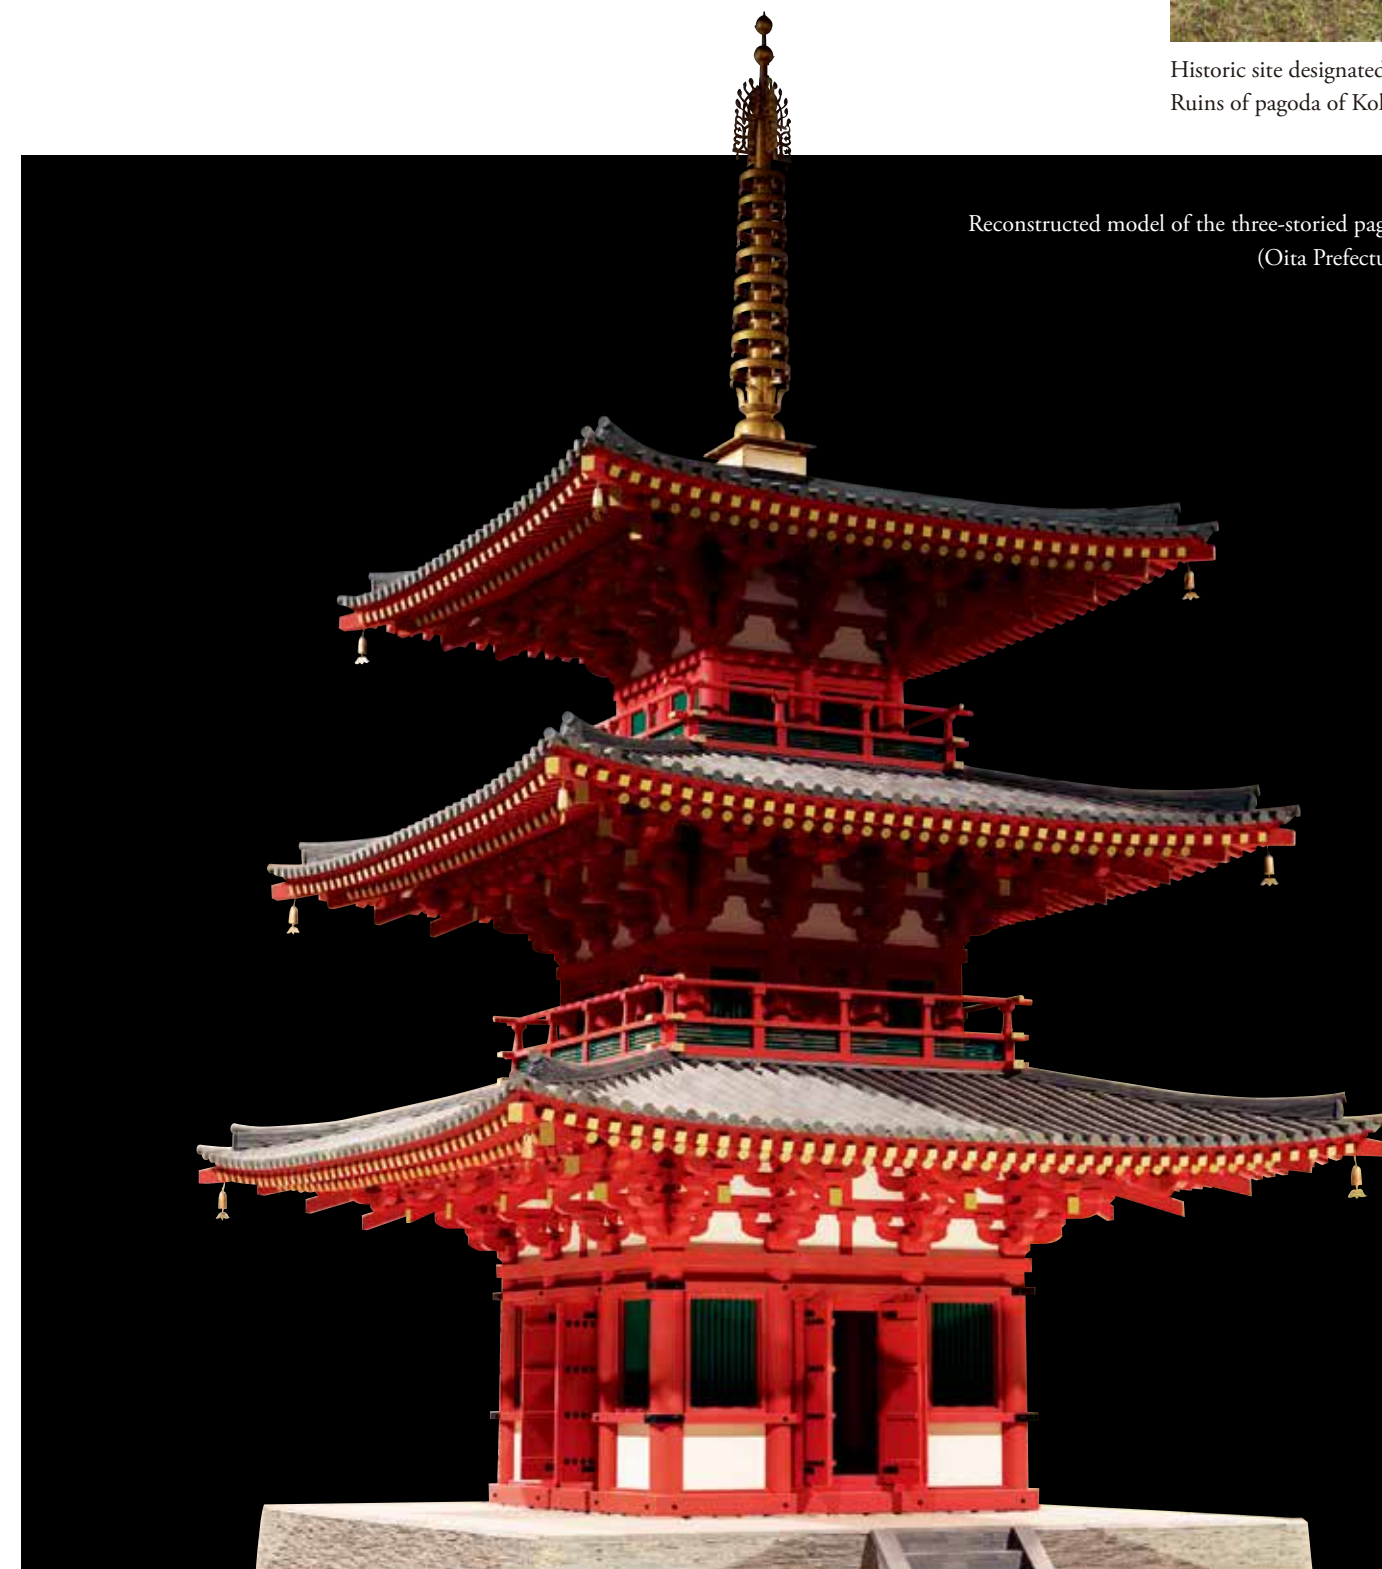 Historic site designated
Ruins of pagoda of
Reconstructed model of the three-storied
(Oita